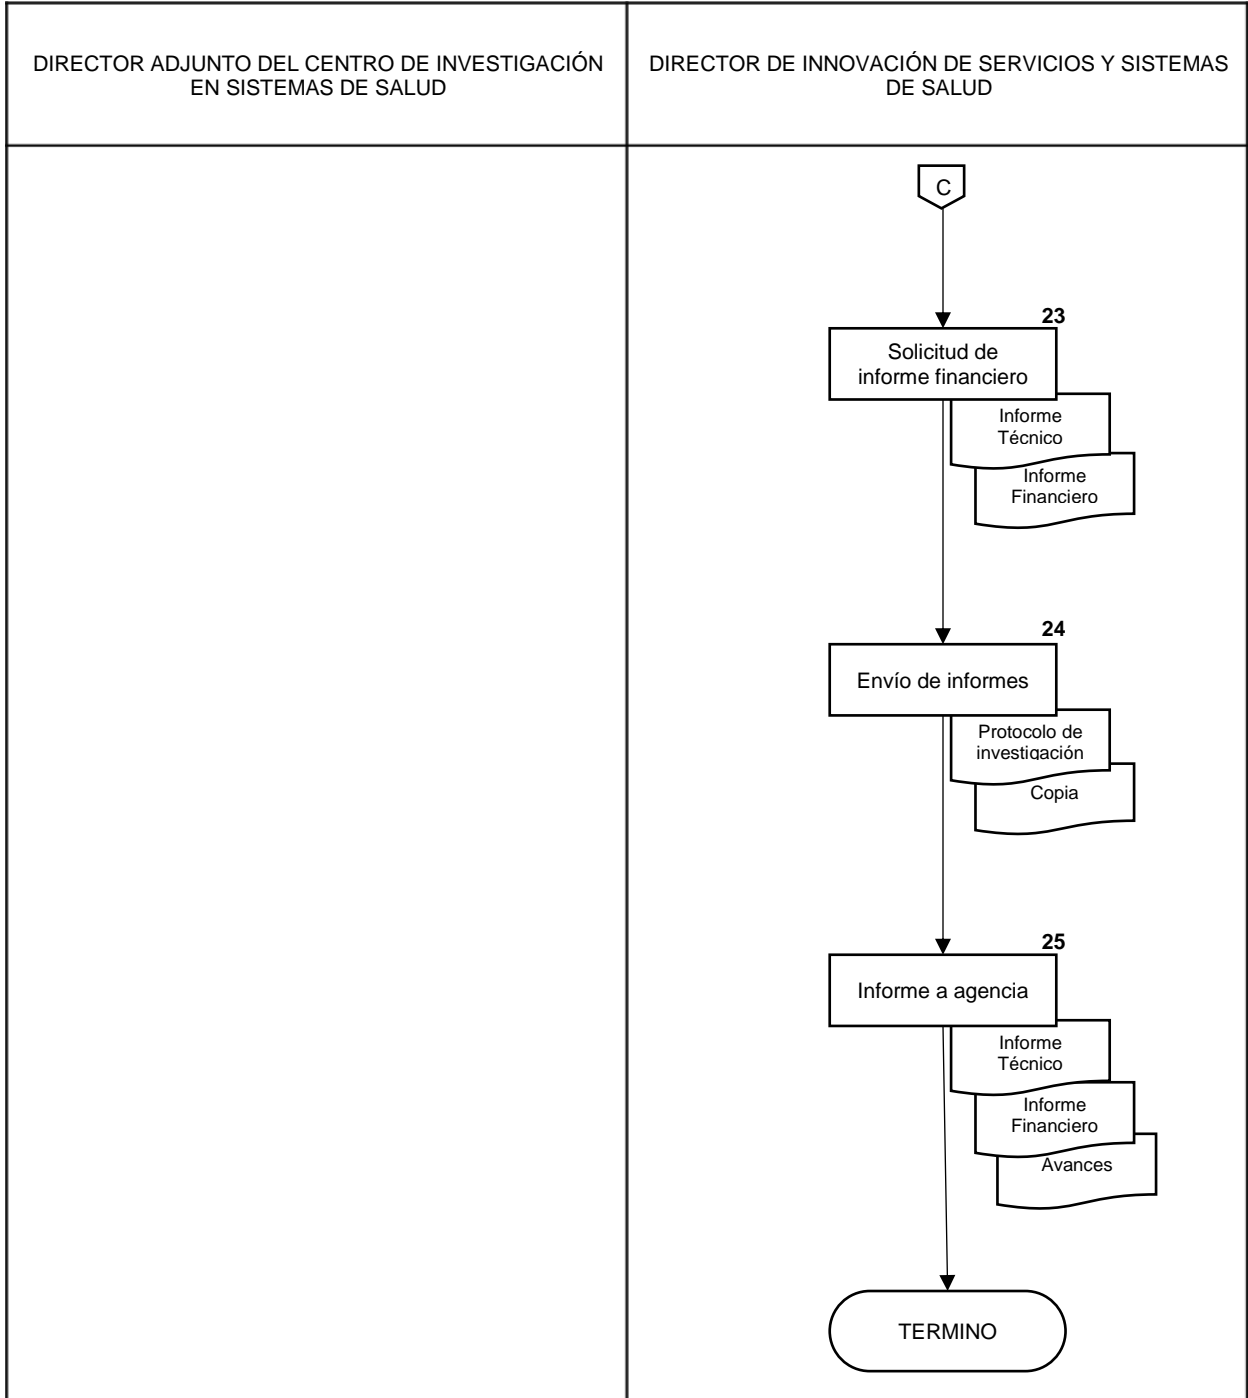 DIRECTOR ADJUNTO DEL CENTRO DE INVESTIGACIÓN
EN SISTEMAS DE SALUD
DIRECTOR DE INNOVACIÓN DE SERVICIOS Y SISTEMAS
DE SALUD
C
23
Solicitud de
informe financiero
Informe
Técnico
Informe
Financiero
24
Envío de informes
Protocolo de
investigación
Copia
25
Informe a agencia
Informe
Técnico
Informe
Financiero
Avances
TERMINO